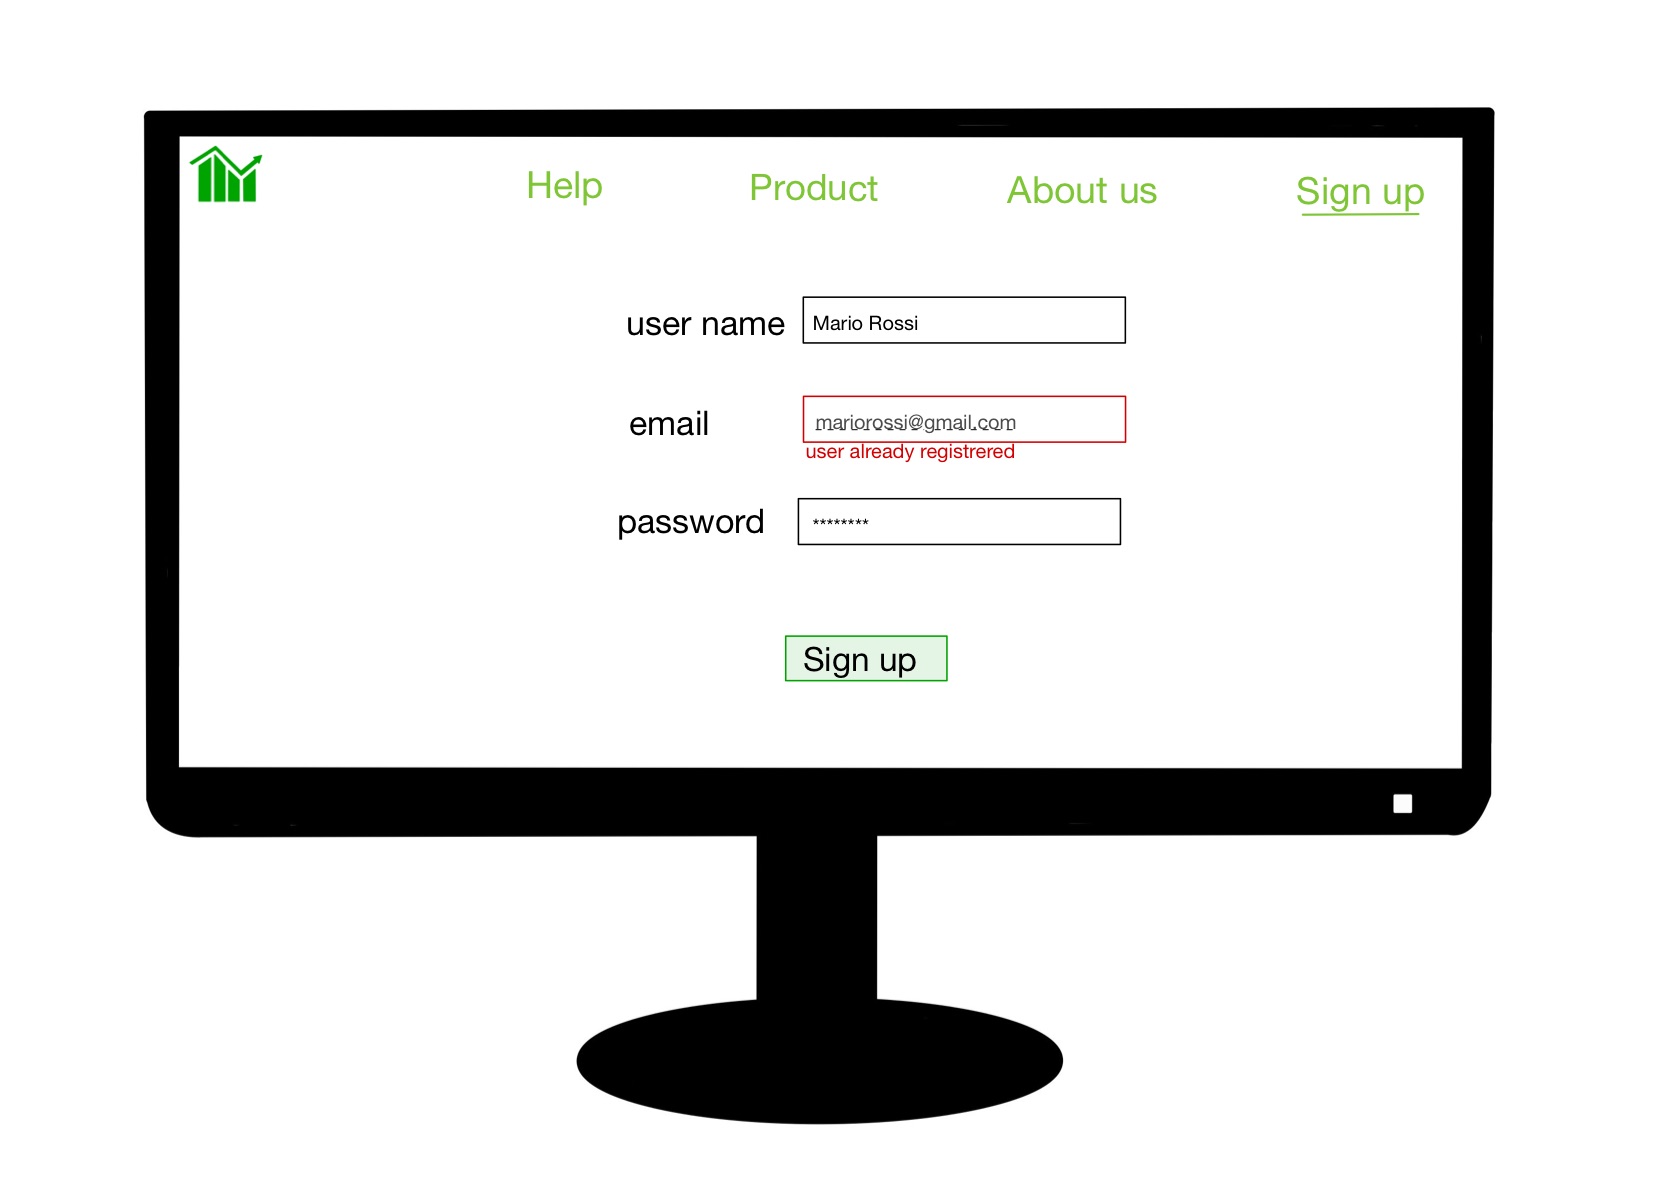 Help Product About us Sign up
user name Mario Rossi
email mariorossi@gmail.com
user already registrered
password ********
Sign up